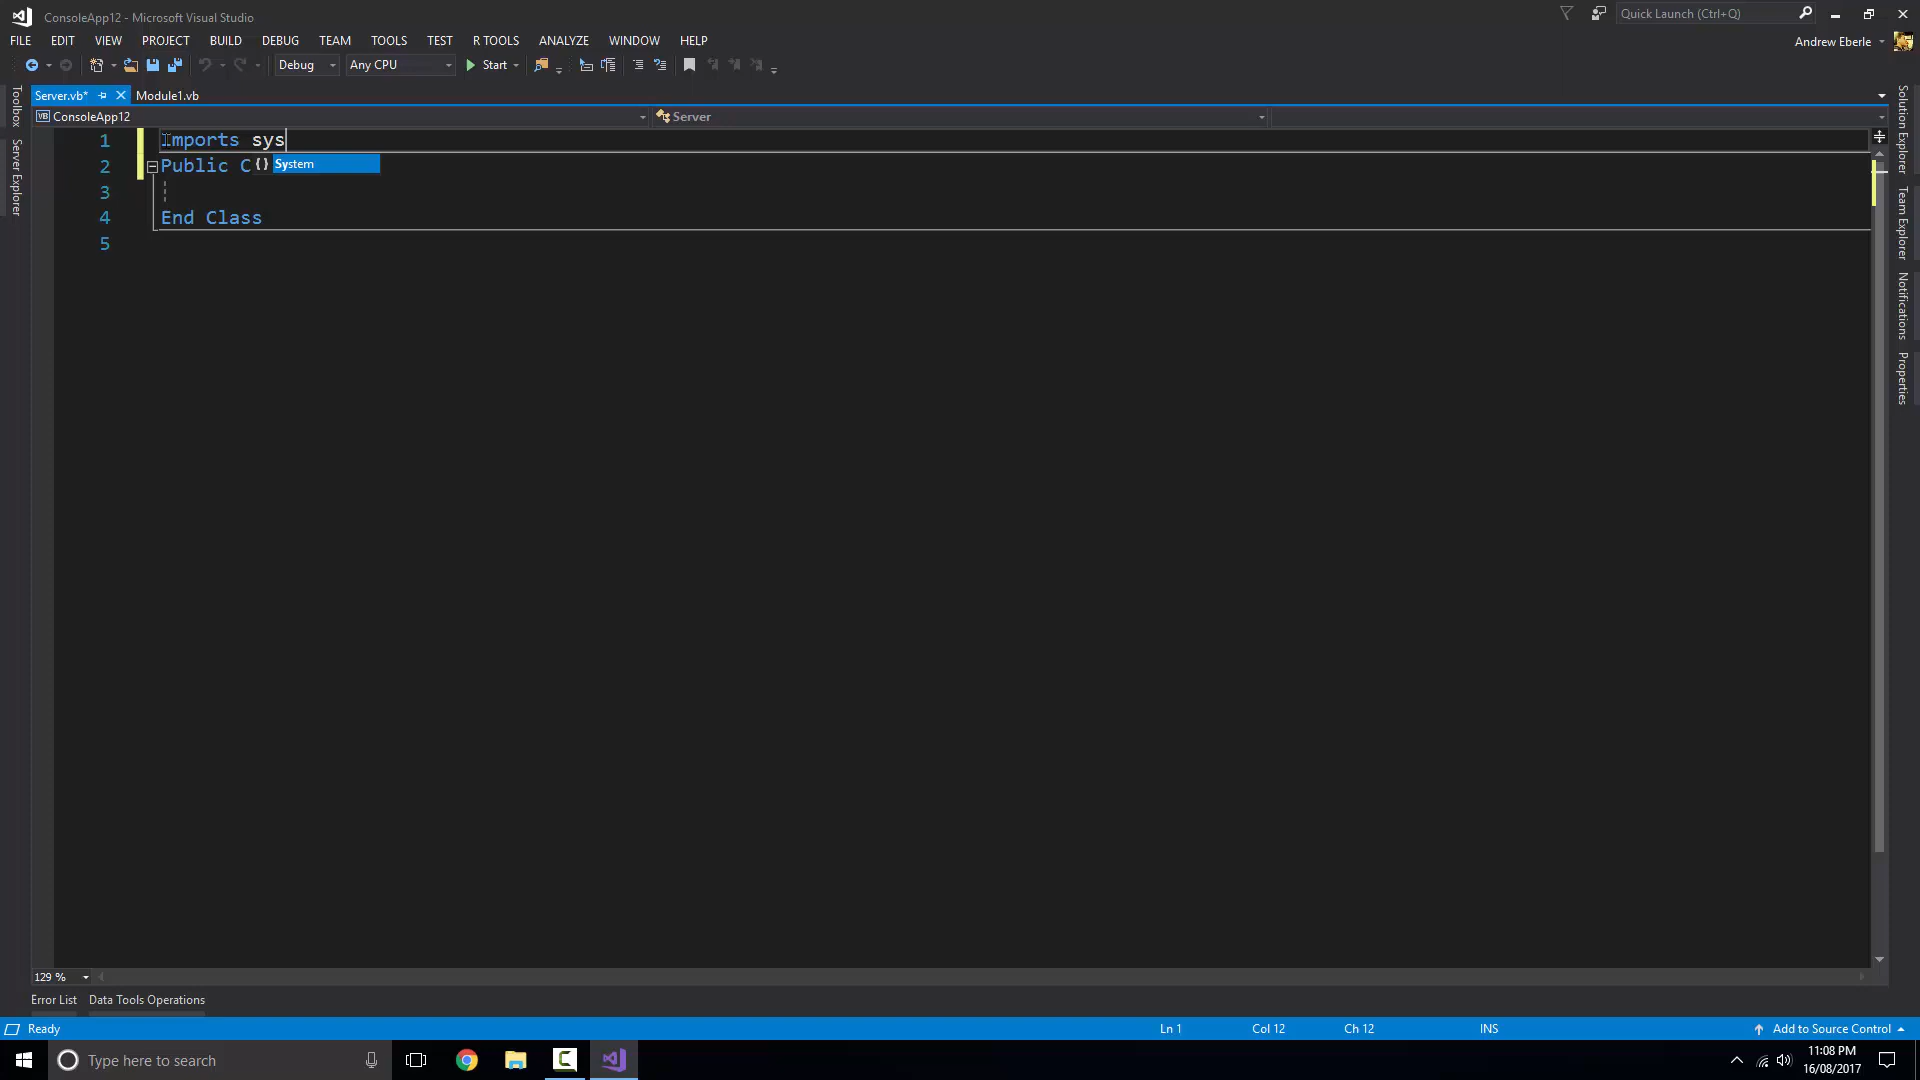 ConsoleApp12 - Microsoft Visual Studio
Quick Launch (Ctrl+Q)
FILE EDIT VIEW PROJECT BUILD DEBUG TEAM TOOLS TEST R TOOLS ANALYZE WINDOW HELP
Andrew Eberle
Debug Any CPU Start
Server.vb* Module1.vb
VB ConsoleApp12 Server
1 Imports sys
2 Public C {} System
3
4 End Class
5
Toolbox
Server Explorer
Solution Explorer
Team Explorer
Notifications
Properties
129 %
Error List Data Tools Operations
Ready Ln 1 Col 12 Ch 12 INS Add to Source Control
Type here to search
11:08 PM
16/08/2017